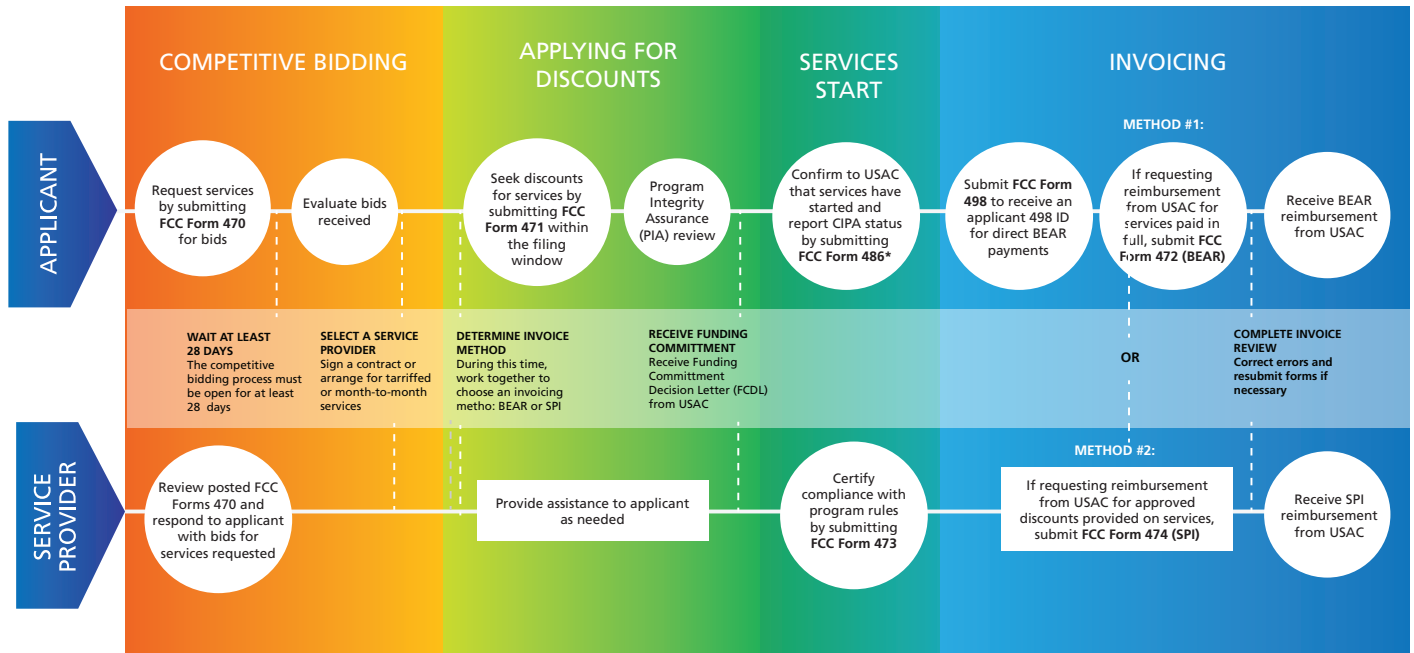 COMPETITIVE BIDDING
APPLYING FOR
DISCOUNTS
SERVICES
START
INVOICING
APPLICANT
Request services
by submitting
FCC Form 470
for bids
Evaluate bids
received
Seek discounts
for services by
submitting FCC
Form 471 within
the filing
window
Program
Integrity
Assurance
(PIA) review
Confirm to USAC
that services have
started and
report CIPA status
by submitting
FCC Form 486*
Submit FCC Form
498 to receive an
applicant 498 ID
for direct BEAR
payments
METHOD #1:
If requesting
reimbursement
from USAC for
services paid in
full, submit FCC
Form 472 (BEAR)
Receive BEAR
reimbursement
from USAC
WAIT AT LEAST
28 DAYS
The competitive
bidding process must
be open for at least
28 days
SELECT A SERVICE
PROVIDER
Sign a contract or
arrange for tariffed
or month-to-month
services
DETERMINE INVOICE
METHOD
During this time,
work together to
choose an invoicing
metho: BEAR or SPI
RECEIVE FUNDING
COMMITTMENT
Receive Funding
Committment
Decision Letter (FCDL)
from USAC
OR
COMPLETE INVOICE
REVIEW
Correct errors and
resubmit forms if
necessary
SERVICE
PROVIDER
Review posted FCC
Forms 470 and
respond to applicant
with bids for
services requested
Provide assistance to applicant
as needed
Certify
compliance with
program rules
by submitting
FCC Form 473
METHOD #2:
If requesting reimbursement
from USAC for approved
discounts provided on services,
submit FCC Form 474 (SPI)
Receive SPI
reimbursement
from USAC